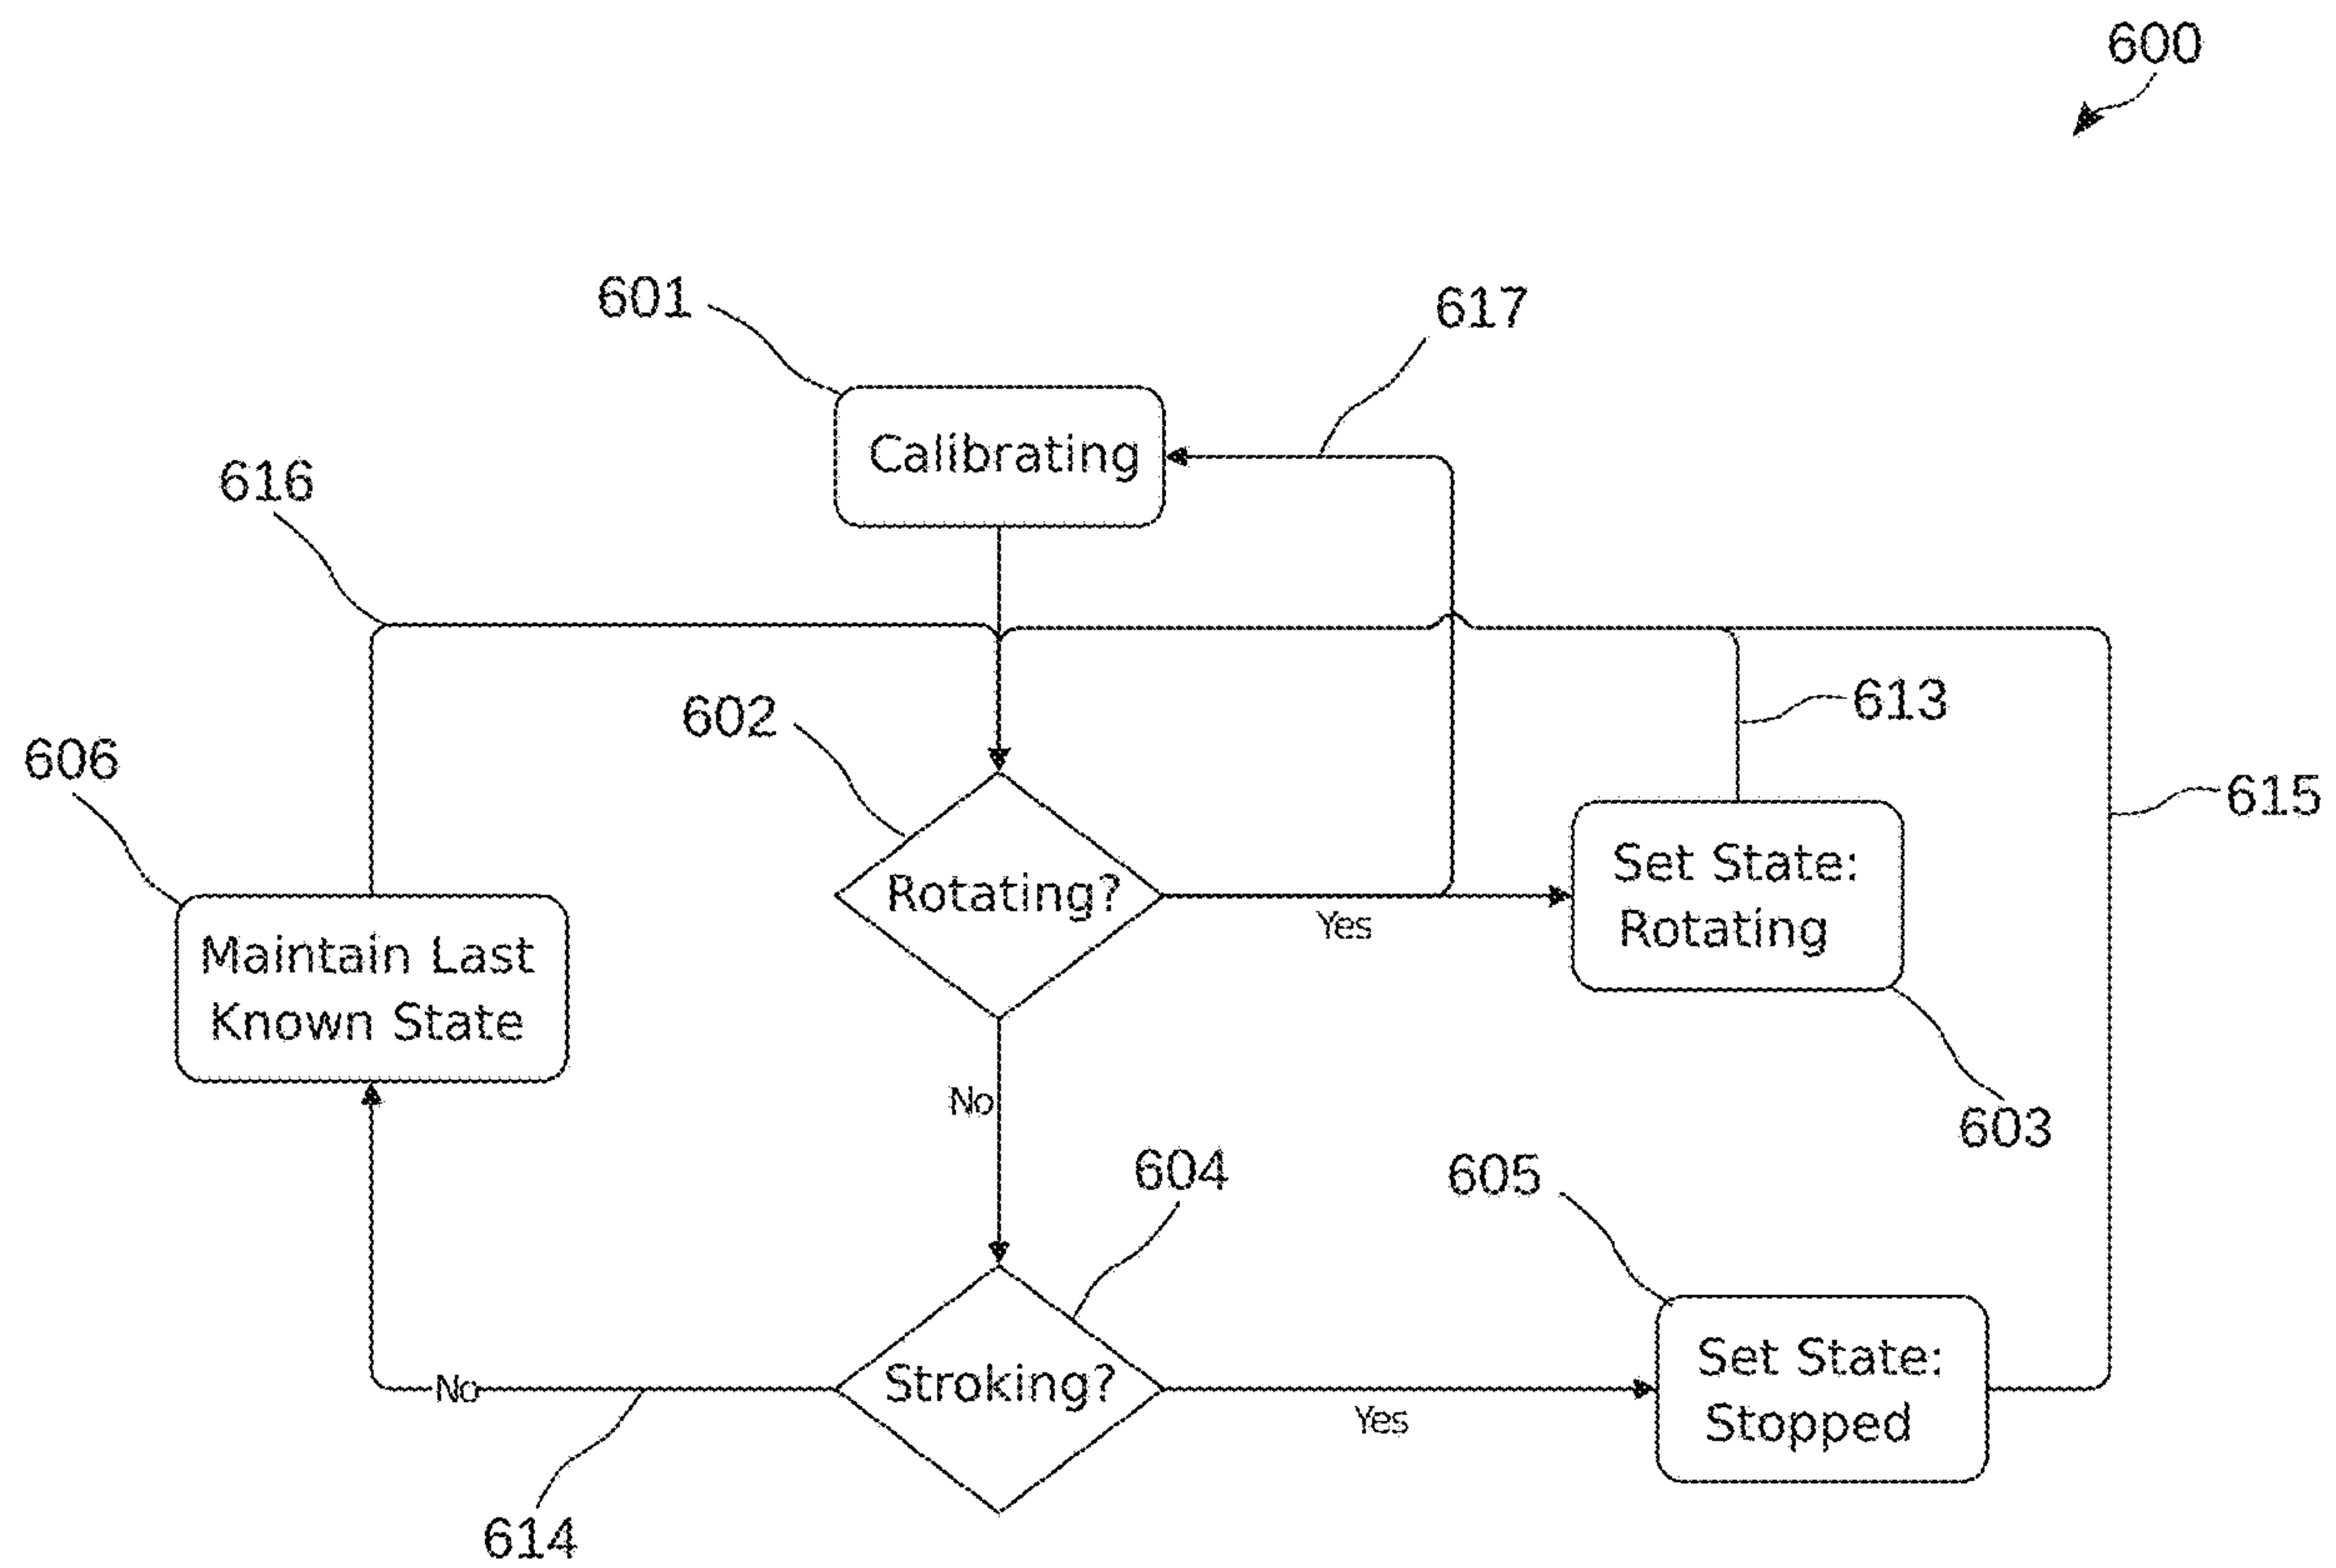 600
601
617
Calibrating
616
602
613
606
615
Set State:
Rotating
Rotating?
Yes
Maintain Last
Known State
No
603
604
605
Set State:
Stopped
Stroking?
No
Yes
614